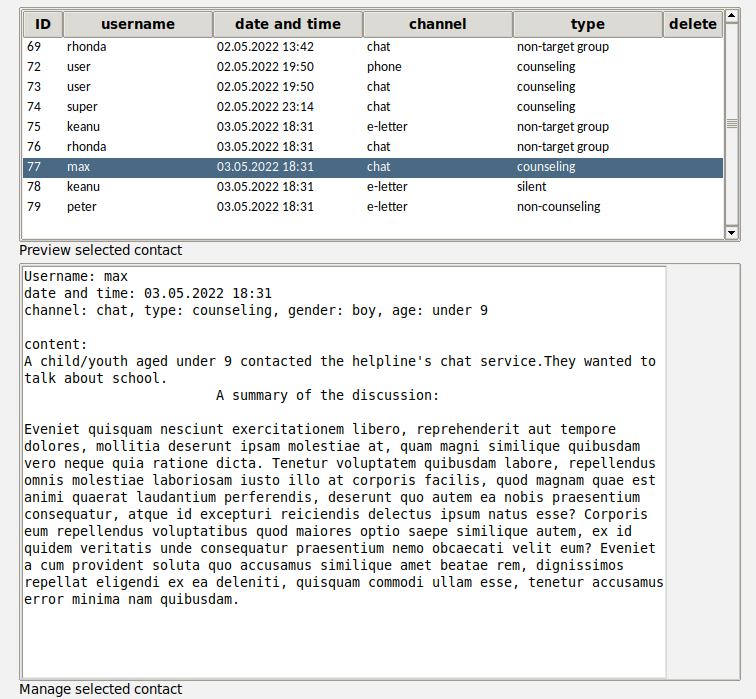 ID username date and time channel type delete
69 rhonda 02.05.2022 13:42 chat non-target group
72 user 02.05.2022 19:50 phone counseling
73 user 02.05.2022 19:50 chat counseling
74 super 02.05.2022 23:14 chat counseling
75 keanu 03.05.2022 18:31 e-letter non-target group
76 rhonda 03.05.2022 18:31 chat non-target group
77 max 03.05.2022 18:31 chat counseling
78 keanu 03.05.2022 18:31 e-letter silent
79 peter 03.05.2022 18:31 e-letter non-counseling
Preview selected contact
Username: max
date and time: 03.05.2022 18:31
channel: chat, type: counseling, gender: boy, age: under 9
content:
A child/youth aged under 9 contacted the helpline's chat service.They wanted to
talk about school.
A summary of the discussion:
Eveniet quisquam nesciunt exercitationem libero, reprehenderit aut tempore
dolores, mollitia deserunt ipsam molestiae at, quam magni similique quibusdam
vero neque quia ratione dicta. Tenetur voluptatem quibusdam labore, repellendus
omnis molestiae laboriosam iusto illo at corporis facilis, quod magnam quae est
animi quaerat laudantium perferendis, deserunt quo autem ea nobis praesentium
consequatur, atque id excepturi reiciendis delectus ipsum natus esse? Corporis
eum repellendus voluptatibus quod maiores optio saepe similique autem, ex id
quidem veritatis unde consequatur praesentium nemo obcaecati velit eum? Eveniet
a cum provident soluta quo accusamus similique amet beatae rem, dignissimos
repellat eligendi ex ea deleniti, quisquam commodi ullam esse, tenetur accusamus
error minima nam quibusdam.
Manage selected contact